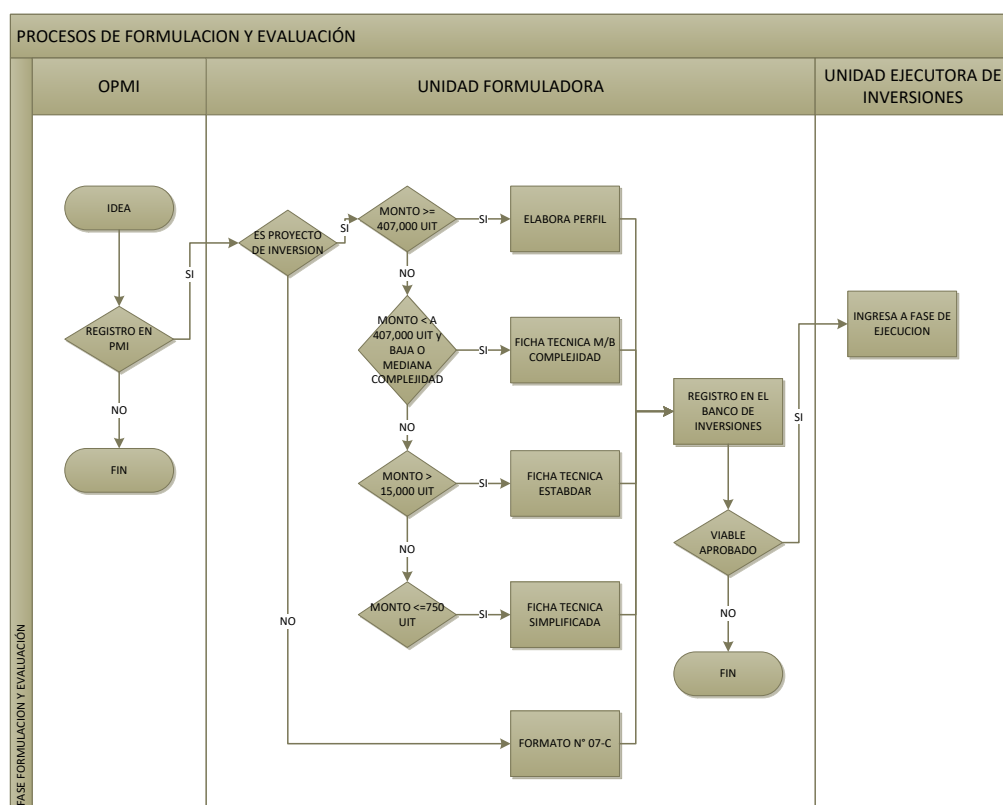 PROCESOS DE FORMULACION Y EVALUACIÓN
FASE FORMULACION Y EVALUACIÓN
OPMI
UNIDAD FORMULADORA
UNIDAD EJECUTORA DE
INVERSIONES
IDEA
REGISTRO EN
PMI
SI
NO
FIN
ES PROYECTO
DE INVERSION
SI
NO
MONTO >=
407,000 UIT
SI
ELABORA PERFIL
NO
MONTO < A
407,000 UIT y
BAJA O
MEDIANA
COMPLEJIDAD
SI
FICHA TECNICA M/B
COMPLEJIDAD
NO
MONTO >
15,000 UIT
SI
FICHA TECNICA
ESTABDAR
NO
MONTO <=750
UIT
SI
FICHA TECNICA
SIMPLIFICADA
FORMATO N° 07-C
REGISTRO EN EL
BANCO DE
INVERSIONES
VIABLE
APROBADO
SI
NO
FIN
INGRESA A FASE DE
EJECUCION